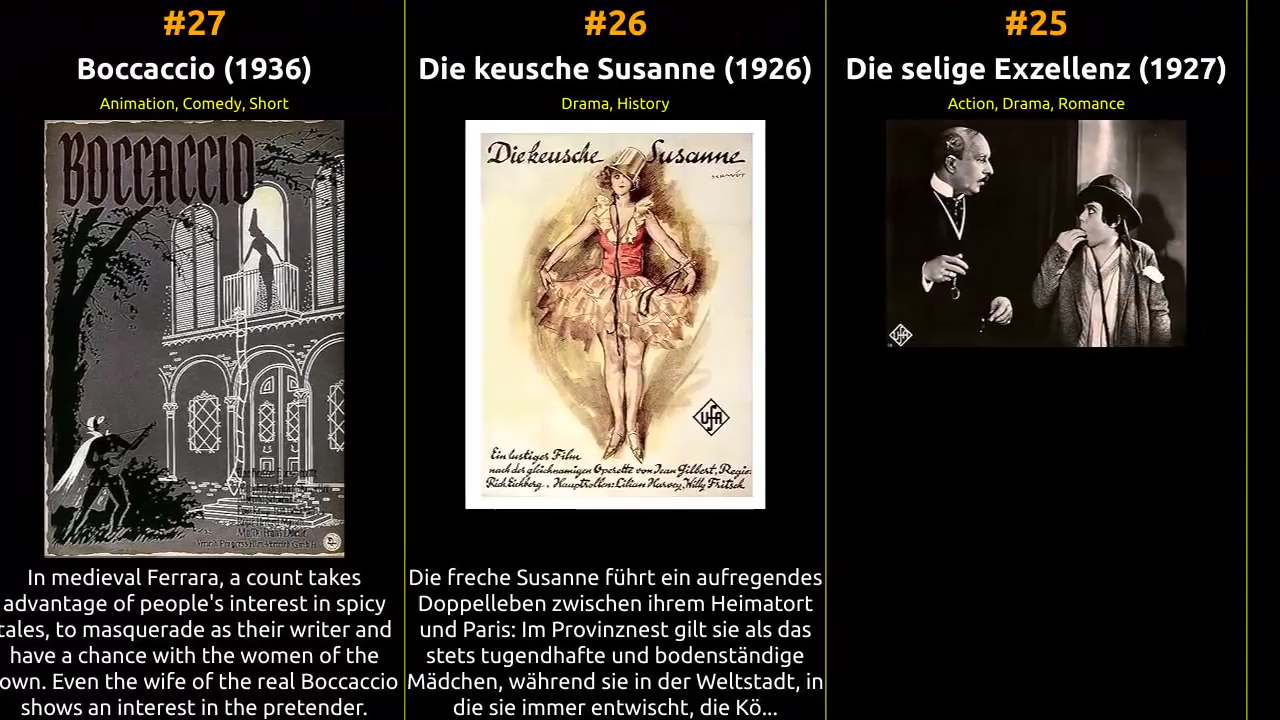 #27
Boccaccio (1936)
Animation, Comedy, Short
BOCCACCIO
In medieval Ferrara, a count takes
advantage of people's interest in spicy
tales, to masquerade as their writer and
have a chance with the women of the
own. Even the wife of the real Boccaccio
shows an interest in the pretender.
#26
Die keusche Susanne (1926)
Drama, History
Die keusche Susanne
UFA
Ein lustiges Film
nach der gleichnamigen Operette von Jean Gilbert, Regie:
Rich. Eichberg. Hauptrollen: Lilian Harvey, Willy Fritsch
Die freche Susanne führt ein aufregendes
Doppelleben zwischen ihrem Heimatort
und Paris: Im Provinznest gilt sie als das
stets tugendhafte und bodenständige
Mädchen, während sie in der Weltstadt, in
die sie immer entwischt, die Kö...
#25
Die selige Exzellenz (1927)
Action, Drama, Romance
UFA